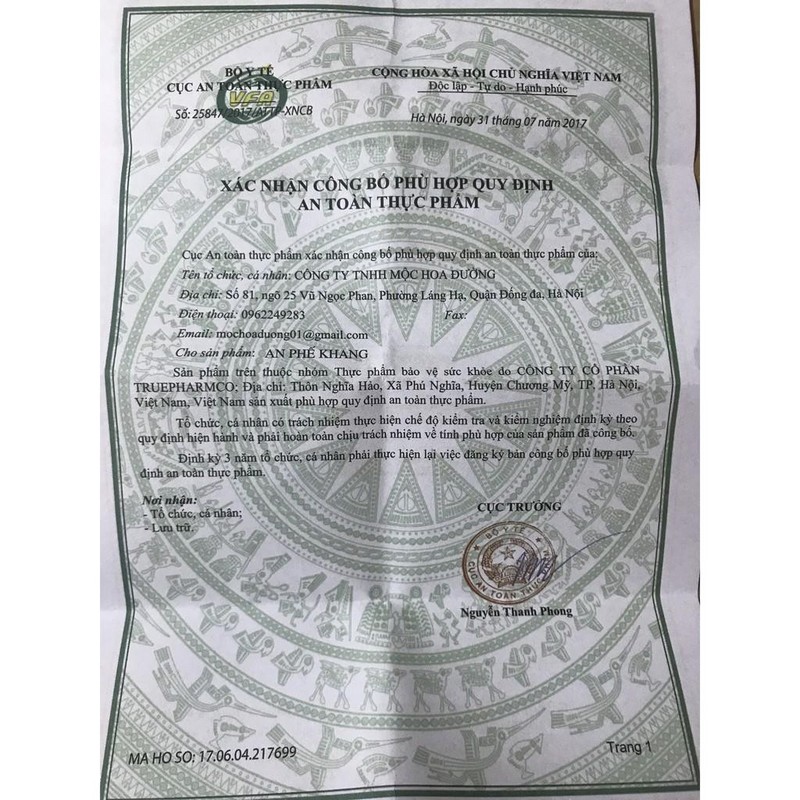 BỘ Y TẾ
CỤC AN TOÀN THỰC PHẨM
VFA
Số: 25847/2017/ATTP-XNCB
CỘNG HÒA XÃ HỘI CHỦ NGHĨA VIỆT NAM
Độc lập - Tự do - Hạnh phúc
Hà Nội, ngày 31 tháng 07 năm 2017
XÁC NHẬN CÔNG BỐ PHÙ HỢP QUY ĐỊNH
AN TOÀN THỰC PHẨM
Cục An toàn thực phẩm xác nhận công bố phù hợp quy định an toàn thực phẩm của:
Tên tổ chức, cá nhân: CÔNG TY TNHH MỘC HOA ĐƯỜNG
Địa chỉ: Số 81, ngõ 25 Vũ Ngọc Phan, Phường Láng Hạ, Quận Đống đa, Hà Nội
Điện thoại: 0962249283 Fax:
Email: mochoaduong01@gmail.com
Cho sản phẩm: AN PHẾ KHANG
Sản phẩm trên thuộc nhóm Thực phẩm bảo vệ sức khỏe do CÔNG TY CỔ PHẦN
TRUEPHARMCO; Địa chỉ: Thôn Nghĩa Hảo, Xã Phú Nghĩa, Huyện Chương Mỹ, TP. Hà Nội,
Việt Nam, Việt Nam sản xuất phù hợp quy định an toàn thực phẩm.
Tổ chức, cá nhân có trách nhiệm thực hiện chế độ kiểm tra và kiểm nghiệm định kỳ theo
quy định hiện hành và phải hoàn toàn chịu trách nhiệm về tính phù hợp của sản phẩm đã công bố.
Định kỳ 3 năm tổ chức, cá nhân phải thực hiện lại việc đăng ký bản công bố phù hợp quy
định an toàn thực phẩm.
Nơi nhận:
- Tổ chức, cá nhân;
- Lưu trữ.
CỤC TRƯỞNG
BỘ Y TẾ
CỤC AN TOÀN THỰC
Nguyễn Thanh Phong
MA HO SO: 17.06.04.217699
Trang 1